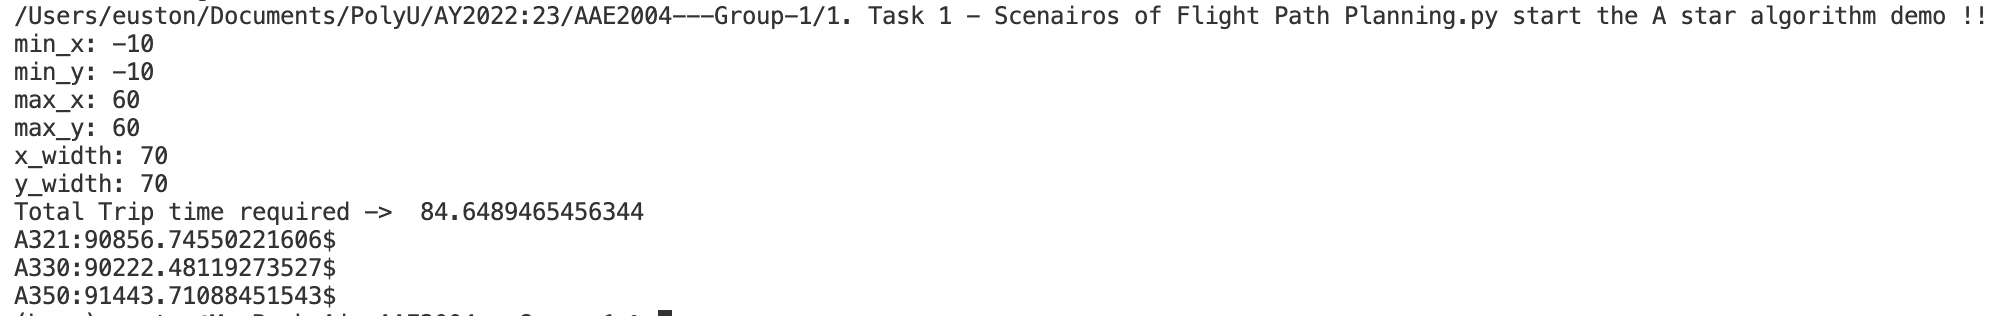 /Users/euston/Documents/PolyU/AY2022:23/AAE2004---Group-1/1. Task 1 - Scenairos of Flight Path Planning.py start the A star algorithm demo !!
min_x: -10
min_y: -10
max_x: 60
max_y: 60
x_width: 70
y_width: 70
Total Trip time required ->  84.6489465456344
A321:90856.74550221606$
A330:90222.48119273527$
A350:91443.71088451543$